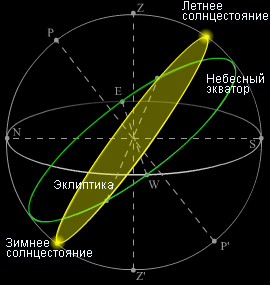 Летнее
солнцестояние
Z
P
Небесный
экватор
E
N
S
Эклиптика
W
Зимнее
солнцестояние
P'
Z'